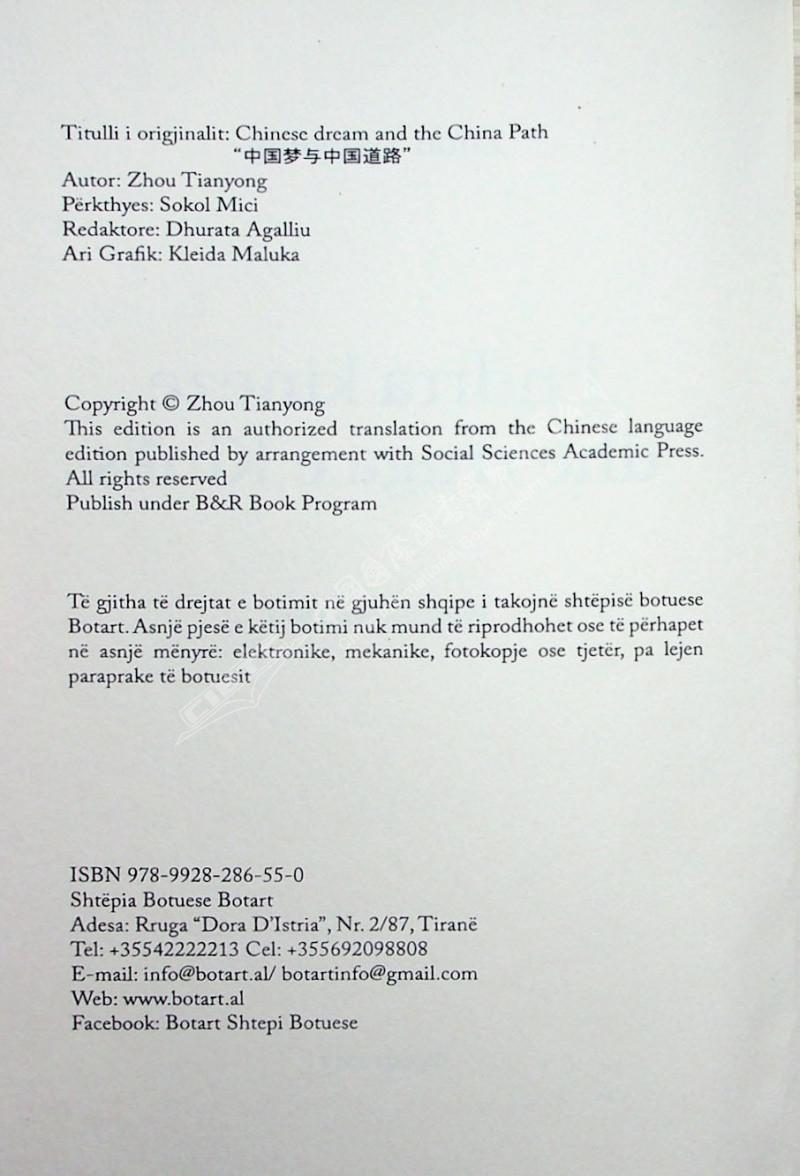 Titulli i origjinalit: Chinese dream and the China Path
“中国梦与中国道路”
Autor: Zhou Tianyong
Përkthyes: Sokol Mici
Redaktore: Dhurata Agalliu
Ari Grafik: Kleida Maluka
Copyright © Zhou Tianyong
This edition is an authorized translation from the Chinese language
edition published by arrangement with Social Sciences Academic Press.
All rights reserved
Publish under B&R Book Program
Të gjitha të drejtat e botimit në gjuhën shqipe i takojnë shtëpisë botuese
Botart. Asnjë pjesë e këtij botimi nuk mund të riprodhohet ose të përhapet
në asnjë mënyrë: elektronike, mekanike, fotokopje ose tjetër, pa lejen
paraprake të botuesit
ISBN 978-9928-286-55-0
Shtëpia Botuese Botart
Adesa: Rruga “Dora D'Istria”, Nr. 2/87, Tiranë
Tel: +35542222213 Cel: +355692098808
E-mail: info@botart.al/ botartinfo@gmail.com
Web: www.botart.al
Facebook: Botart Shtepi Botuese